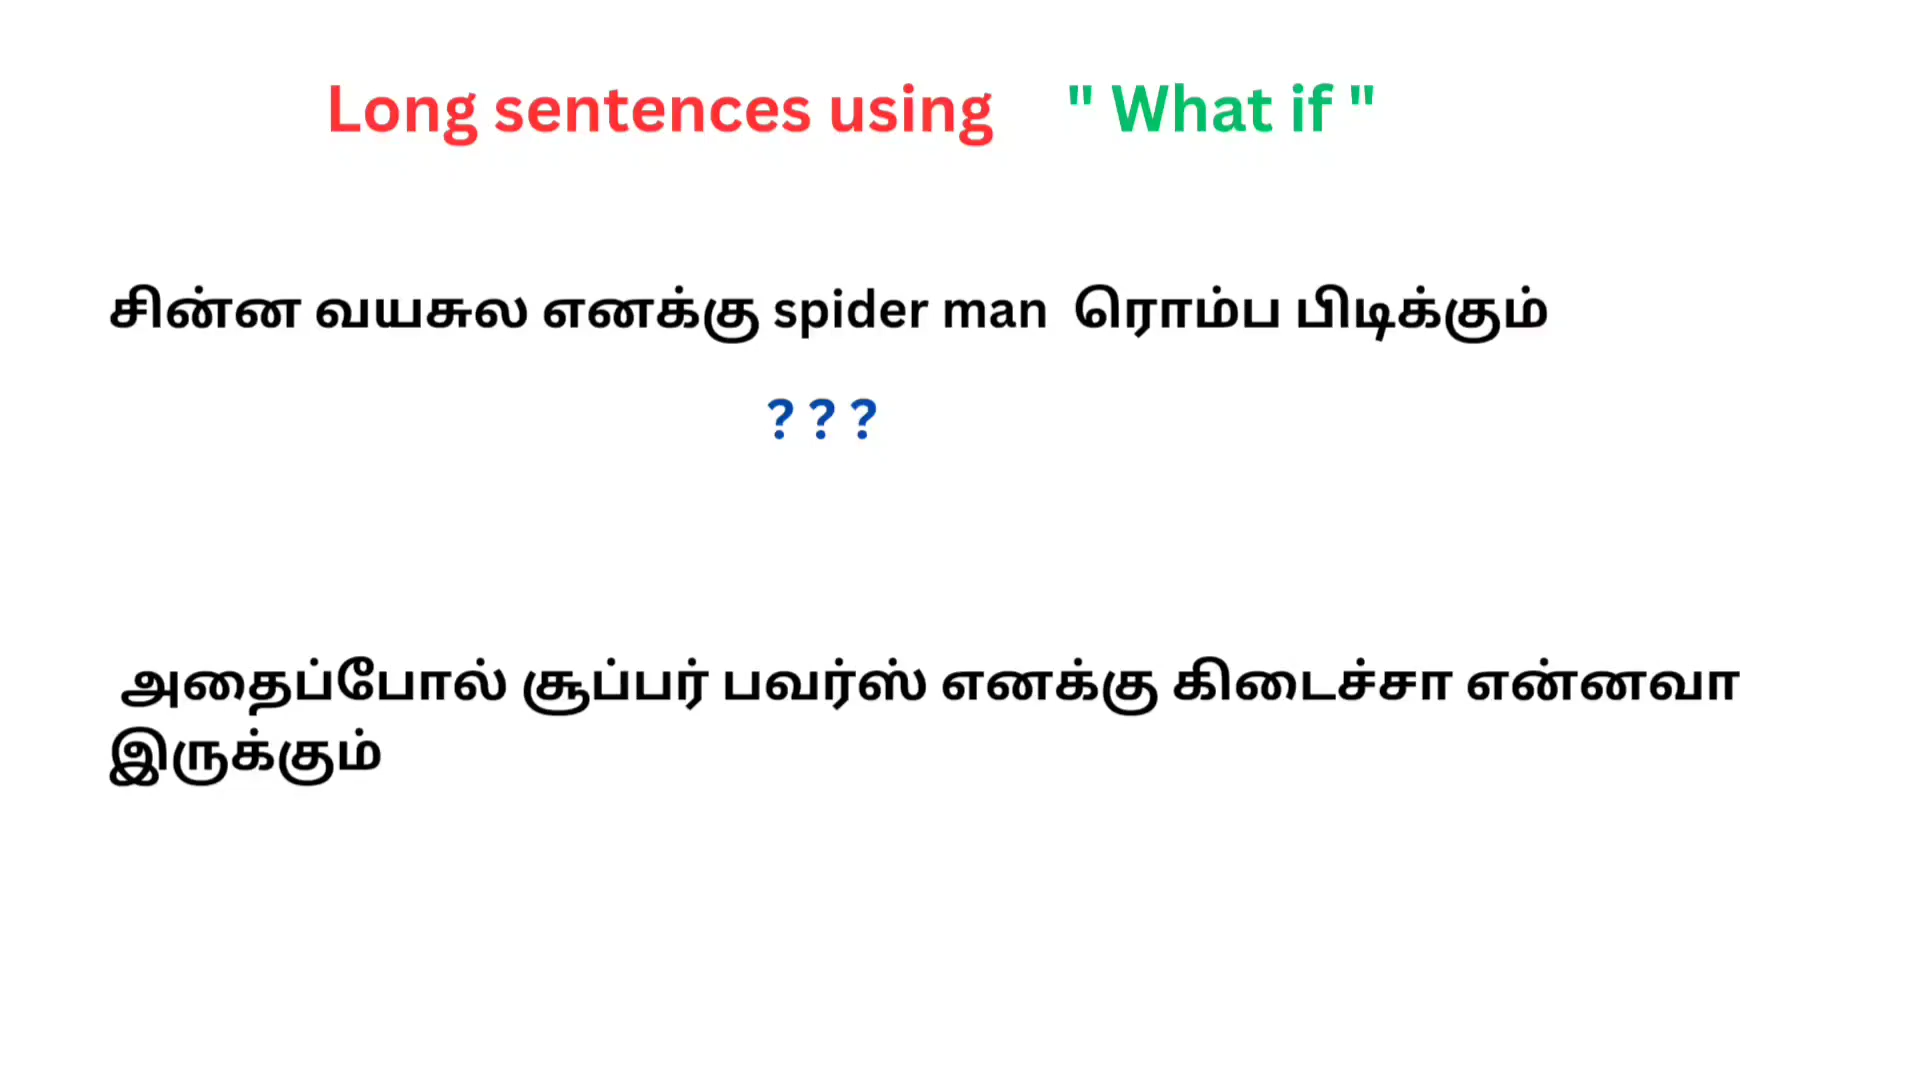 Long sentences using " What if "
சின்ன வயசுல எனக்கு spider man ரொம்ப பிடிக்கும்
? ? ?
அதைப்போல் சூப்பர் பவர்ஸ் எனக்கு கிடைச்சா என்னவா
இருக்கும்